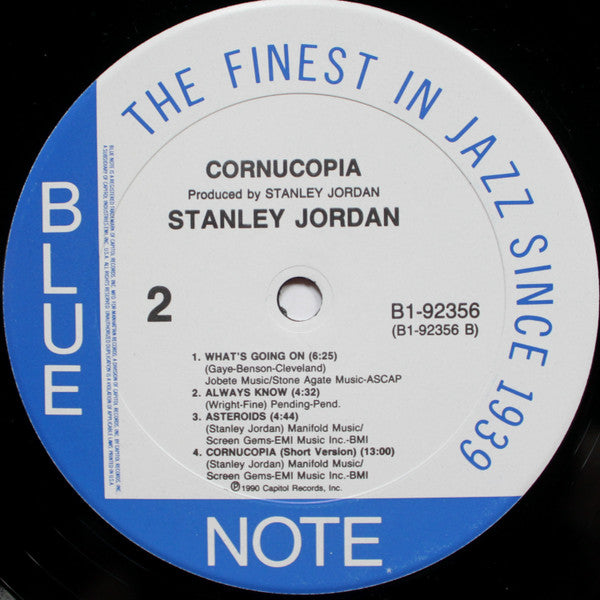 THE FINEST IN JAZZ SINCE 1939
BLUE
NOTE
CORNUCOPIA
Produced by STANLEY JORDAN
STANLEY JORDAN
2
B1-92356
(B1-92356 B)
1. WHAT'S GOING ON (6:25)
(Gaye-Benson-Cleveland)
Jobete Music/Stone Agate Music-ASCAP
2. ALWAYS KNOW (4:32)
(Wright-Fine) Pending-Pend.
3. ASTEROIDS (4:44)
(Stanley Jordan) Manifold Music/
Screen Gems-EMI Music Inc.-BMI
4. CORNUCOPIA (Short Version) (13:00)
(Stanley Jordan) Manifold Music/
Screen Gems-EMI Music Inc.-BMI
Ⓟ1990 Capitol Records, Inc.